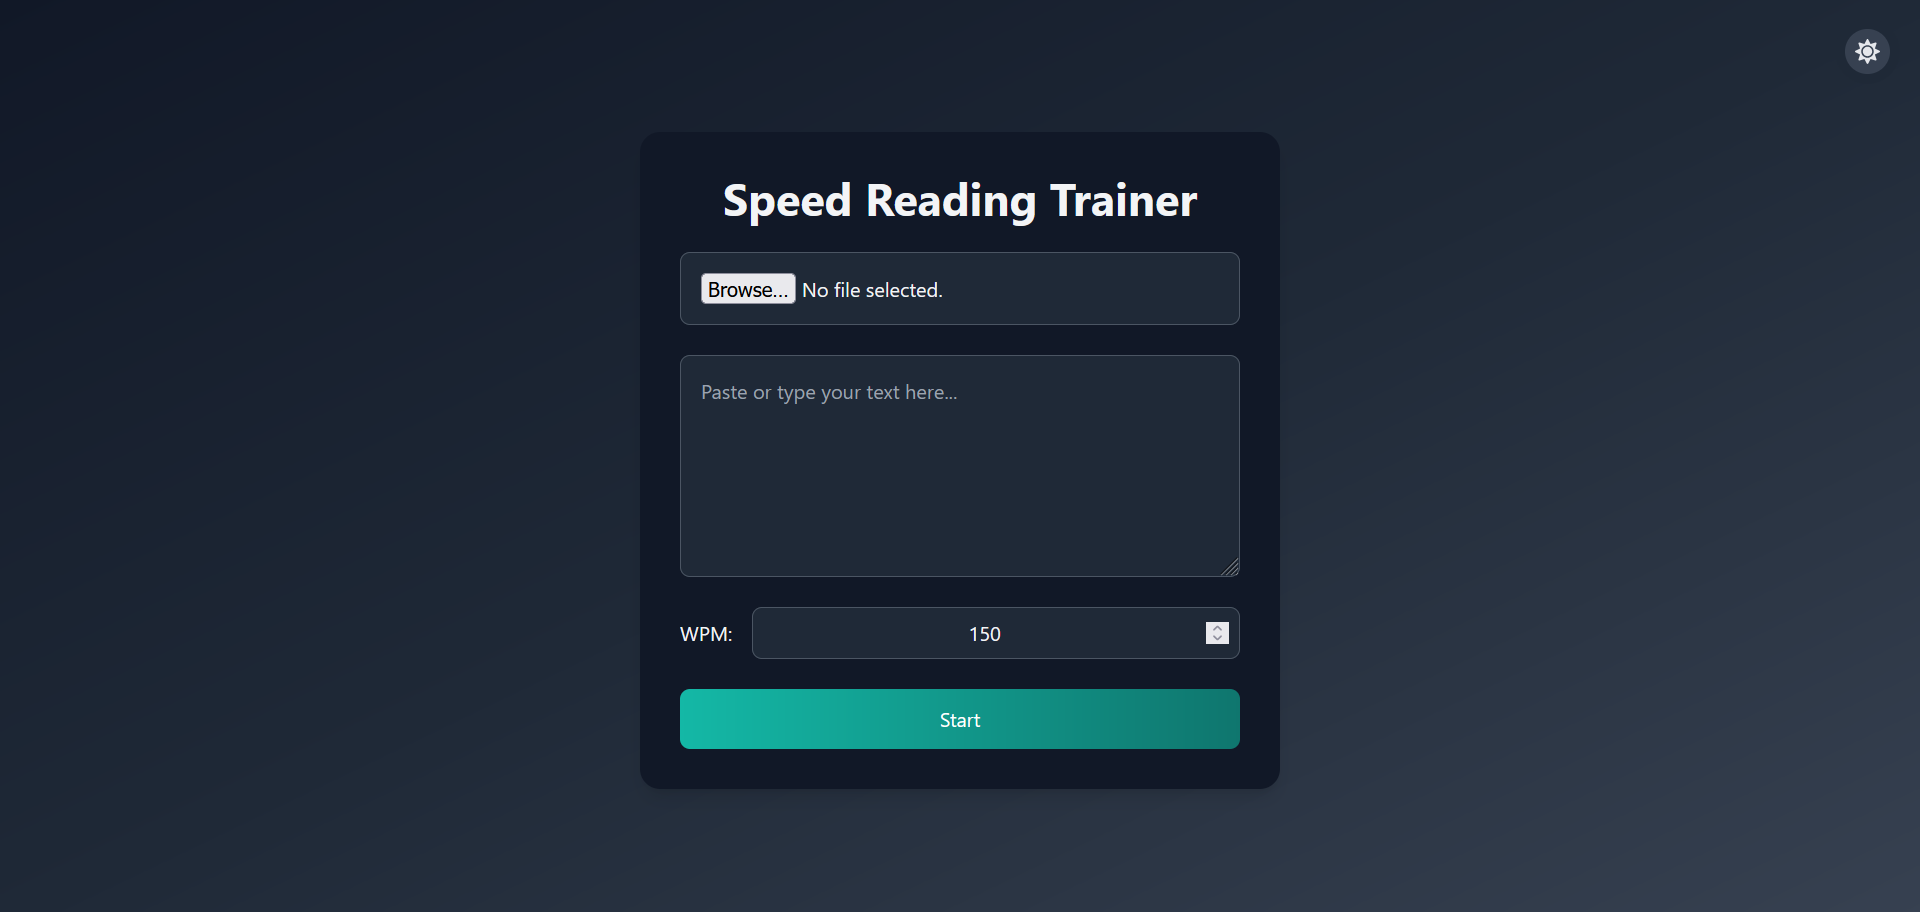 Speed Reading Trainer
Browse... No file selected.
Paste or type your text here...
WPM: 150
Start